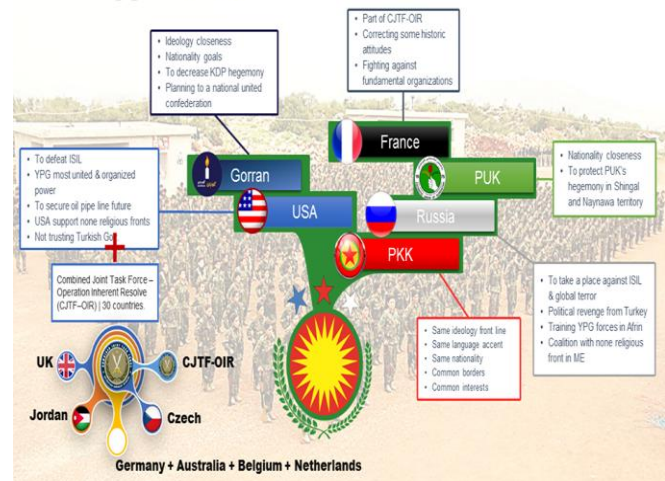 • Ideology closeness
• Nationality goals
• To decrease KDP hegemony
• Planning to a national united
confederation
• Part of CJTF-OIR
• Correcting some historic
attitudes
• Fighting against
fundamental organizations
France
Gorran
PUK
USA
Russia
PKK
• To defeat ISIL
• YPG most united & organized
power
• To secure oil pipe line future
• USA support none religious fronts
• Not trusting Turkish Go
• Nationality closeness
• To protect PUK's
hegemony in Shingal
and Naynawa territory
Combined Joint Task Force –
Operation Inherent Resolve
(CJTF–OIR) | 30 countries.
• Same ideology front line
• Same language accent
• Same nationality
• Common borders
• Common interests
• To take a place against ISIL
& global terror
• Political revenge from Turkey
• Training YPG forces in Afrin
• Coalition with none religious
front in ME
UK
CJTF-OIR
Jordan
Czech
Germany + Australia + Belgium + Netherlands